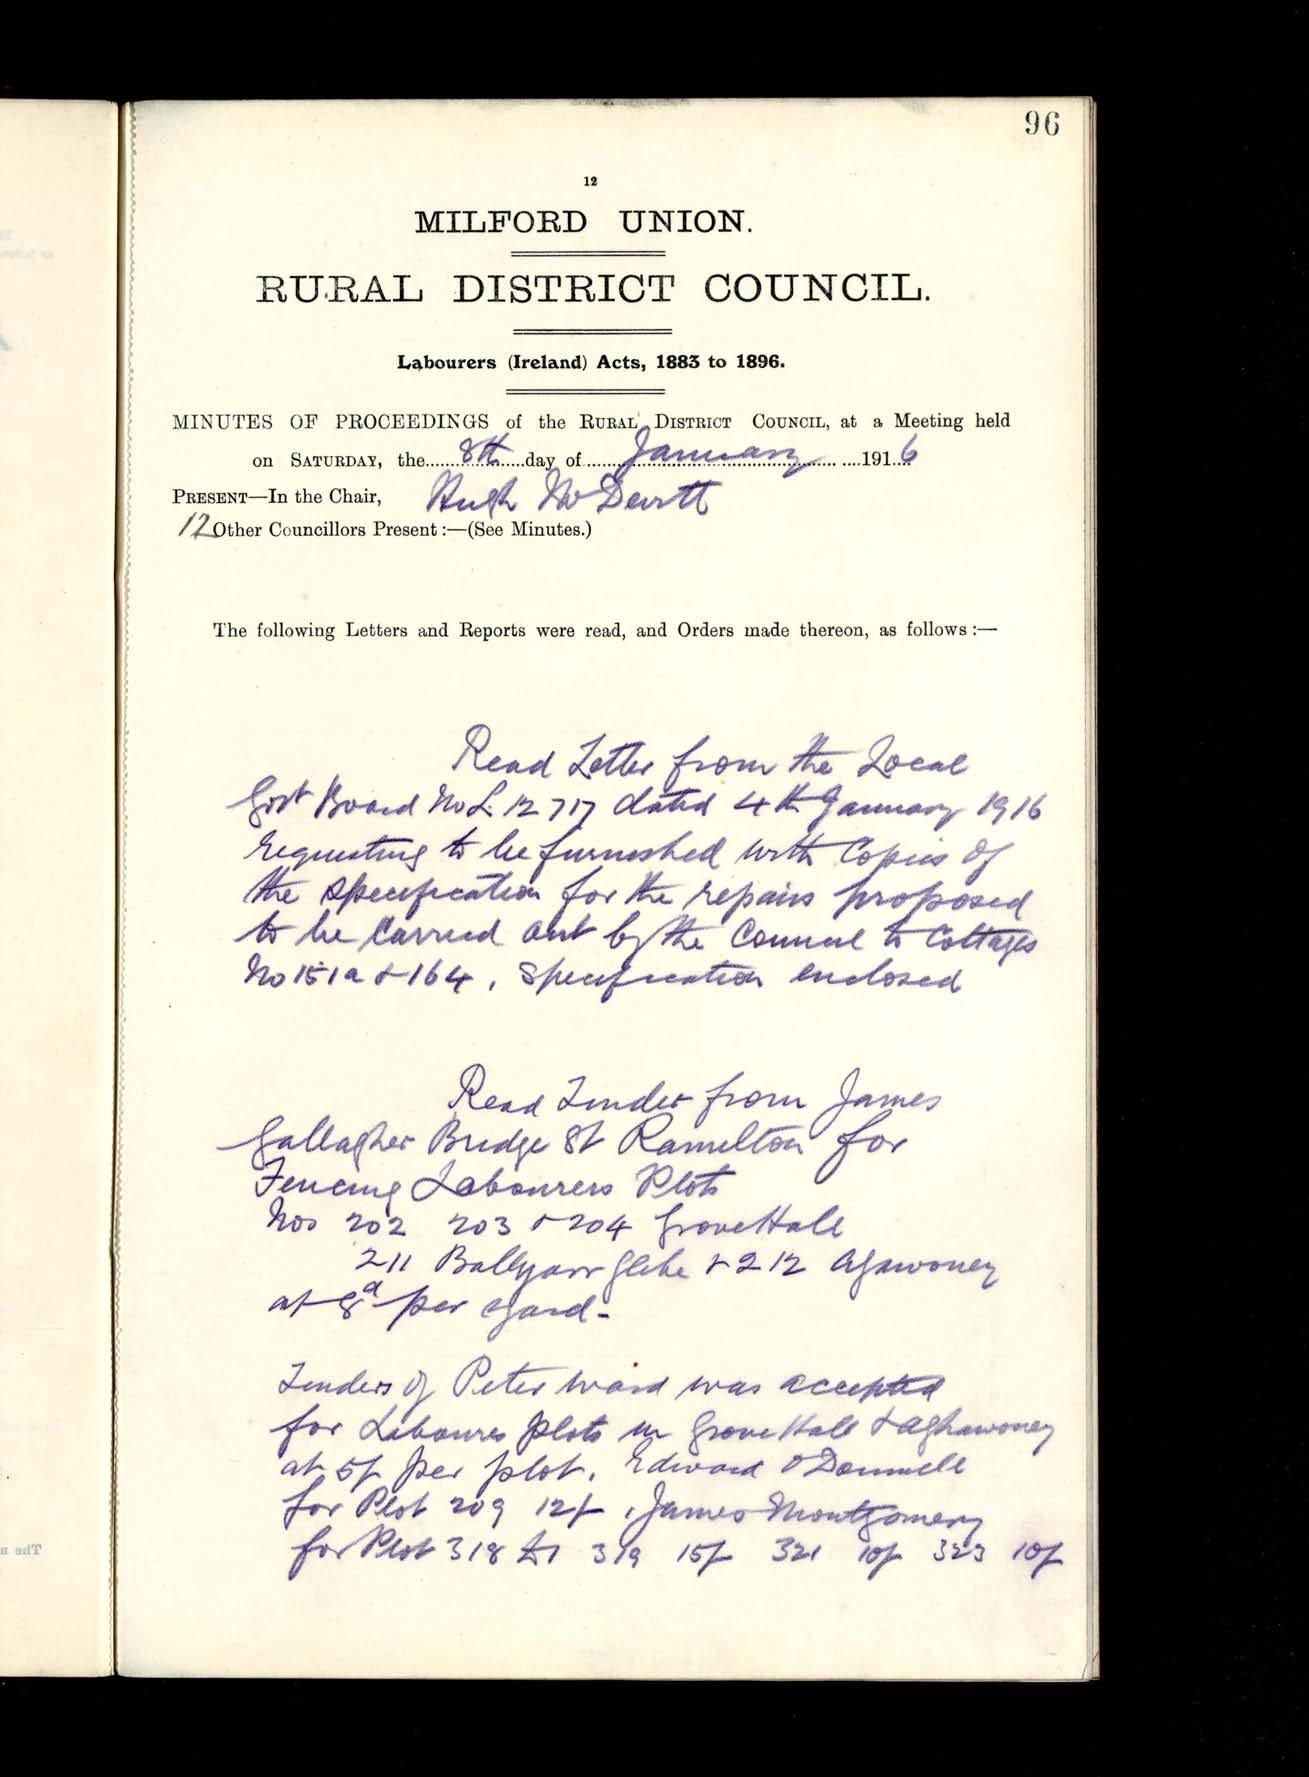 96
12
MILFORD UNION.
RURAL DISTRICT COUNCIL.
Labourers (Ireland) Acts, 1883 to 1896.
MINUTES OF PROCEEDINGS of the RURAL DISTRICT COUNCIL, at a Meeting held
on SATURDAY, the 8th day of January 1916
PRESENT—In the Chair, Hugh McDevitt
12 Other Councillors Present :—(See Minutes.)
The following Letters and Reports were read, and Orders made thereon, as follows :—
Read Letter from the Local
Govt Board No L. 12717 dated 4th January 1916
requesting to be furnished with Copies of
the specification for the repairs proposed
to be carried out by the Council to Cottages
No 151a & 164, specification enclosed
Read Tender from James
Gallagher Bridge St Ramelton for
Fencing Labourers Plots
Nos 202 203 & 204 Grove Hall
211 Ballyarr glebe & 212 Agawoney
at 8d per yard -
Tenders of Peter Ward was accepted
for Laboures plots in Grove Hall & Aghawoney
at 5/ per plot, Edward O Donnell
for Plot 209 12/, James Montgomery
for Plot 318 £1 319 15/ 321 10/ 323 10/